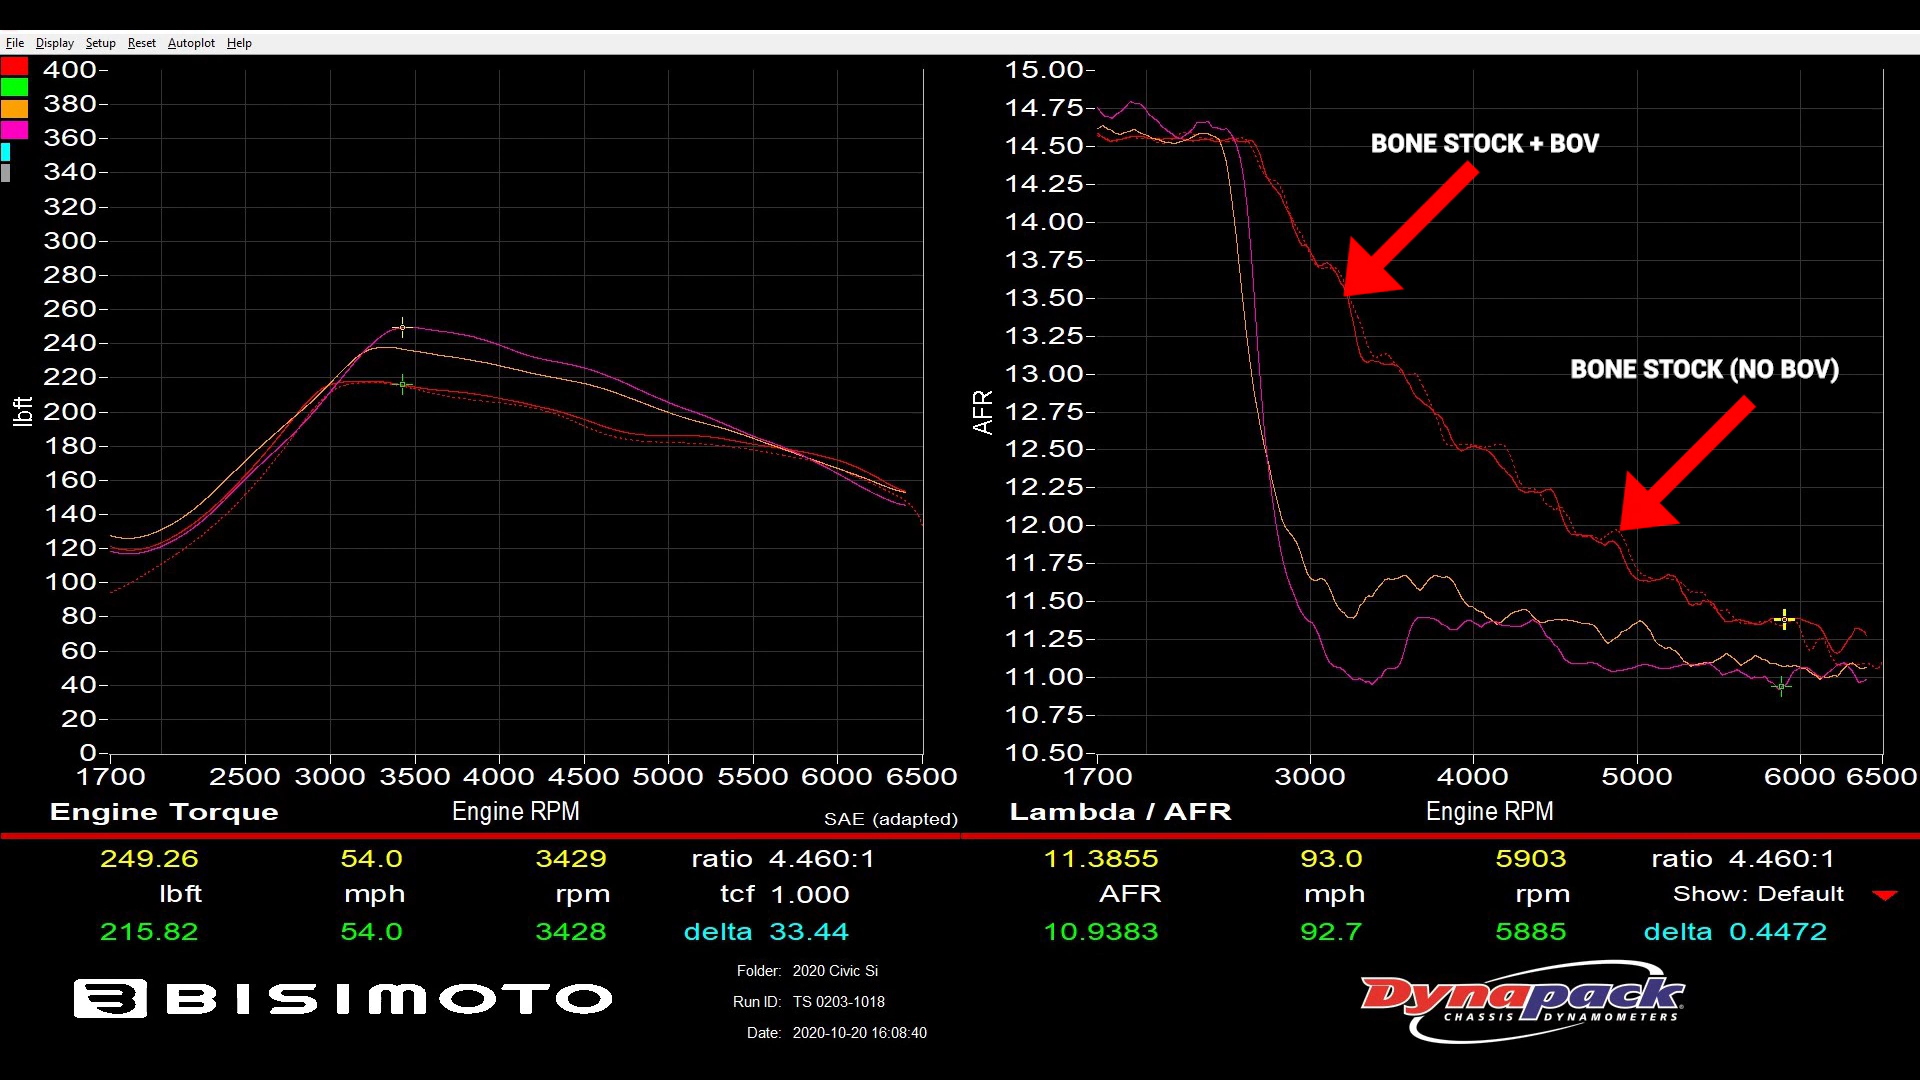 File Display Setup Reset Autoplot Help
400
380
360
340
320
300
280
260
240
220
200
180
160
140
120
100
80
60
40
20
0
lbft
1700 2500 3000 3500 4000 4500 5000 5500 6000 6500
Engine Torque Engine RPM SAE (adapted)
15.00
14.75
14.50
14.25
14.00
13.75
13.50
13.25
13.00
12.75
12.50
12.25
12.00
11.75
11.50
11.25
11.00
10.75
10.50
AFR
BONE STOCK + BOV
BONE STOCK (NO BOV)
1700 3000 4000 5000 6000 6500
Lambda / AFR Engine RPM
249.26 54.0 3429 ratio 4.460:1
lbft mph rpm tcf 1.000
215.82 54.0 3428 delta 33.44
11.3855 93.0 5903 ratio 4.460:1
AFR mph rpm Show: Default
10.9383 92.7 5885 delta 0.4472
BISIMOTO
Folder: 2020 Civic Si
Run ID: TS 0203-1018
Date: 2020-10-20 16:08:40
Dynapack
CHASSIS DYNAMOMETERS